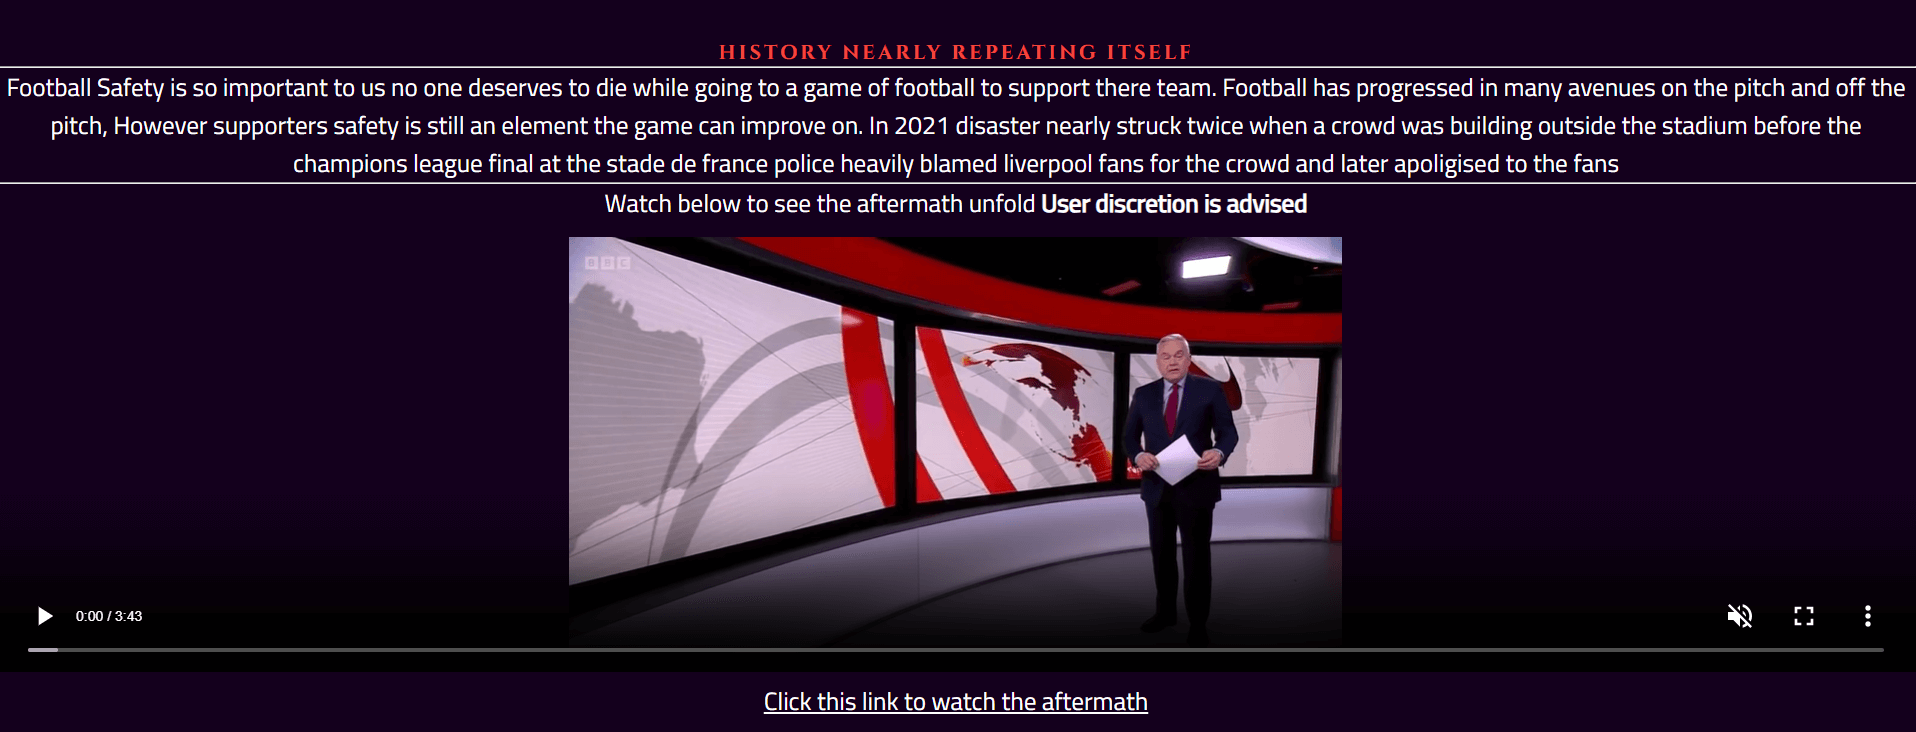 HISTORY NEARLY REPEATING ITSELF
Football Safety is so important to us no one deserves to die while going to a game of football to support there team. Football has progressed in many avenues on the pitch and off the
pitch, However supporters safety is still an element the game can improve on. In 2021 disaster nearly struck twice when a crowd was building outside the stadium before the
champions league final at the stade de france police heavily blamed liverpool fans for the crowd and later apoligised to the fans
Watch below to see the aftermath unfold User discretion is advised
BBC
0:00 / 3:43
Click this link to watch the aftermath